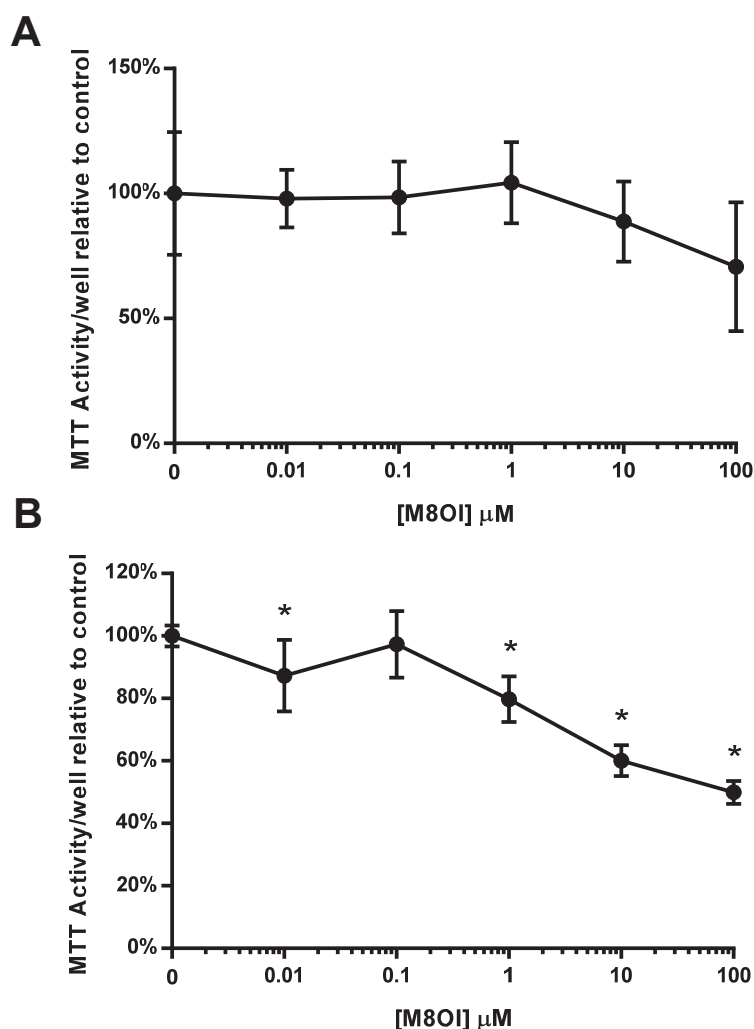 A
MTT Activity/well relative to control
150%
100%
50%
0%
0 0.01 0.1 1 10 100
[M8OI] μM
B
MTT Activity/well relative to control
120%
100%
80%
60%
40%
20%
0%
* * * *
0 0.01 0.1 1 10 100
[M8OI] μM